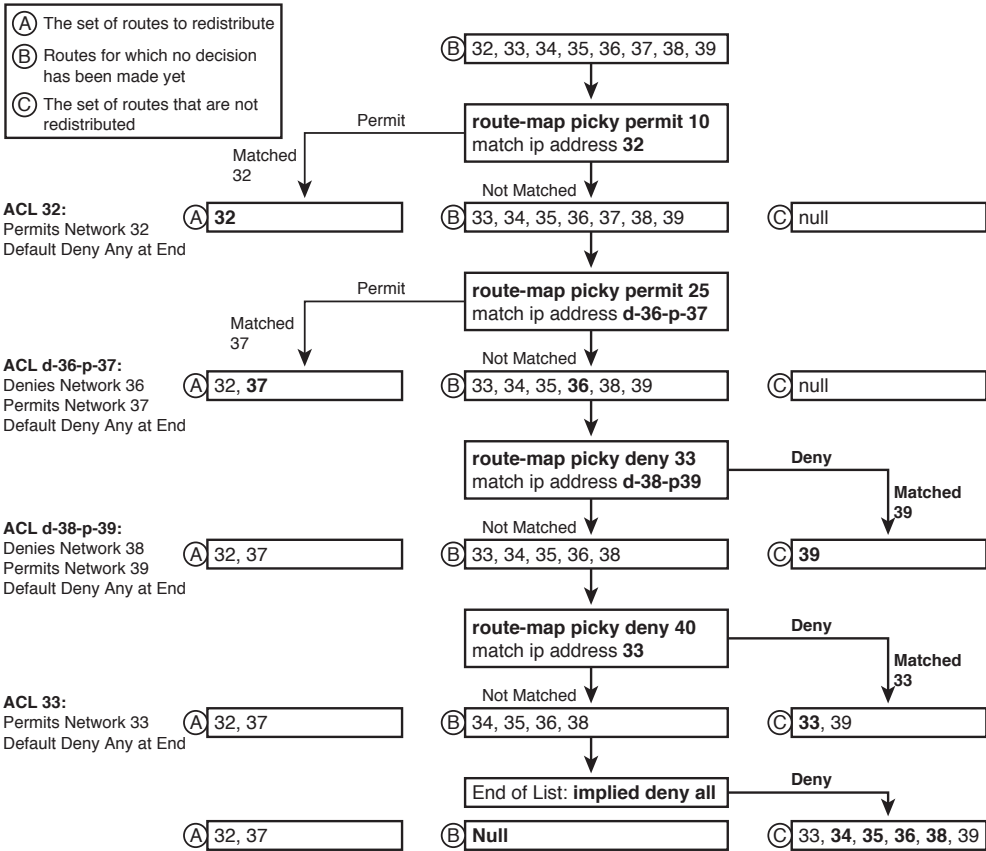 A The set of routes to redistribute
B Routes for which no decision
has been made yet
C The set of routes that are not
redistributed
B 32, 33, 34, 35, 36, 37, 38, 39
Permit
route-map picky permit 10
match ip address 32
Matched
32
Not Matched
ACL 32:
Permits Network 32
Default Deny Any at End
A 32
B 33, 34, 35, 36, 37, 38, 39
C null
Permit
route-map picky permit 25
match ip address d-36-p-37
Matched
37
Not Matched
ACL d-36-p-37:
Denies Network 36
Permits Network 37
Default Deny Any at End
A 32, 37
B 33, 34, 35, 36, 38, 39
C null
route-map picky deny 33
match ip address d-38-p39
Deny
Matched
39
Not Matched
ACL d-38-p-39:
Denies Network 38
Permits Network 39
Default Deny Any at End
A 32, 37
B 33, 34, 35, 36, 38
C 39
route-map picky deny 40
match ip address 33
Deny
Matched
33
Not Matched
ACL 33:
Permits Network 33
Default Deny Any at End
A 32, 37
B 34, 35, 36, 38
C 33, 39
End of List: implied deny all
Deny
A 32, 37
B Null
C 33, 34, 35, 36, 38, 39